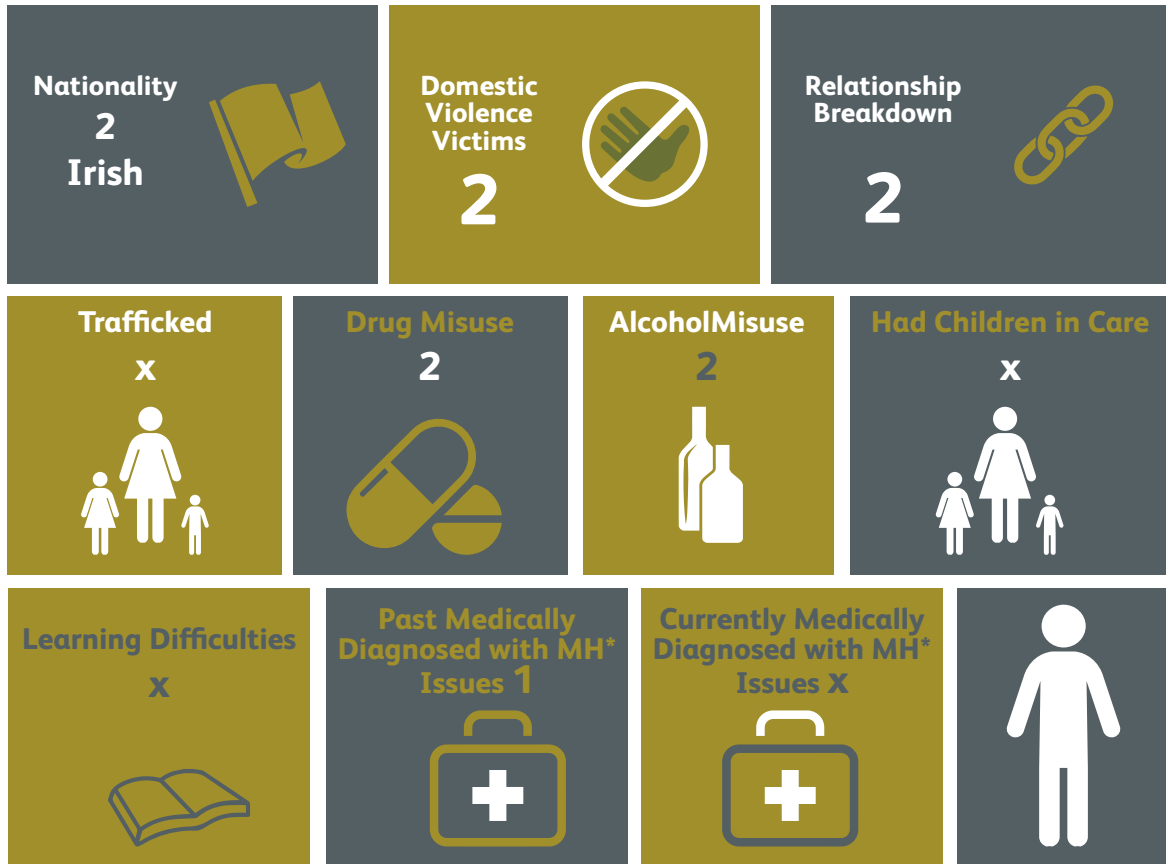 Nationality
2
Irish
Domestic
Violence
Victims
2
Relationship
Breakdown
2
Trafficked
x
Drug Misuse
2
AlcoholMisuse
2
Had Children in Care
x
Learning Difficulties
x
Past Medically
Diagnosed with MH*
Issues 1
Currently Medically
Diagnosed with MH*
Issues x